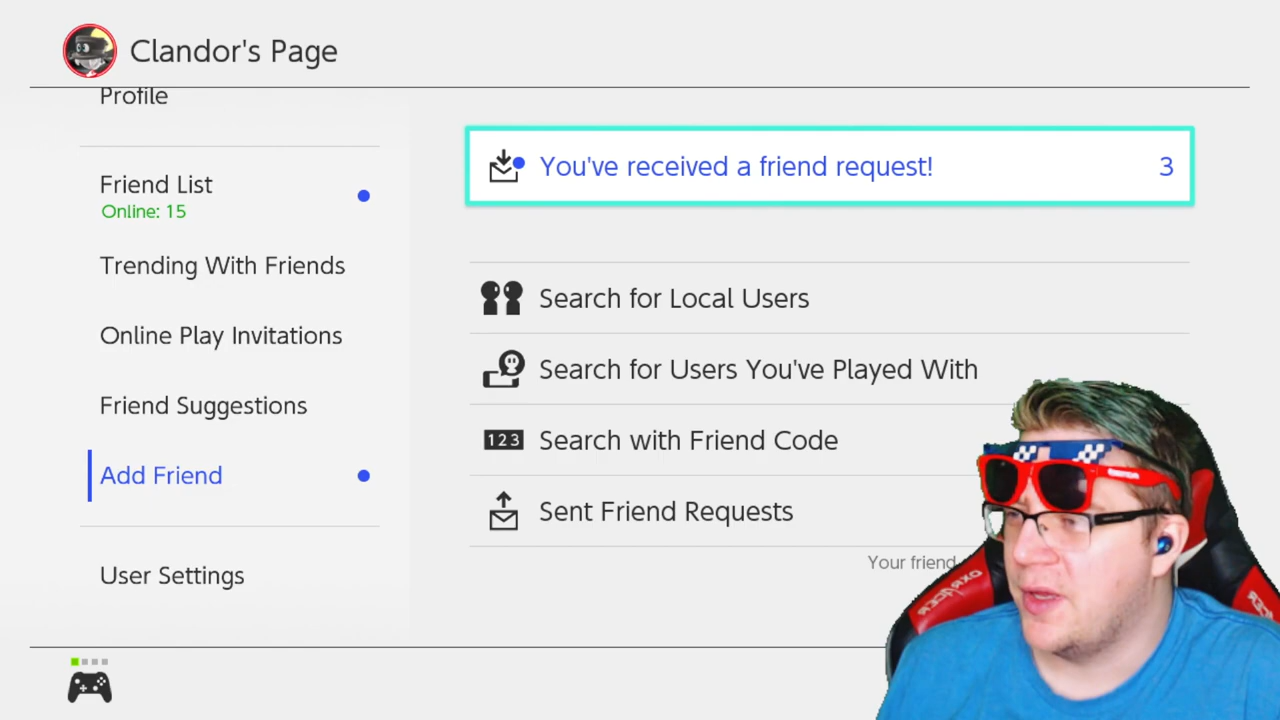 Clandor's Page
Profile
Friend List
Online: 15
Trending With Friends
Online Play Invitations
Friend Suggestions
Add Friend
User Settings
You've received a friend request! 3
Search for Local Users
Search for Users You've Played With
123 Search with Friend Code
Sent Friend Requests
Your friend